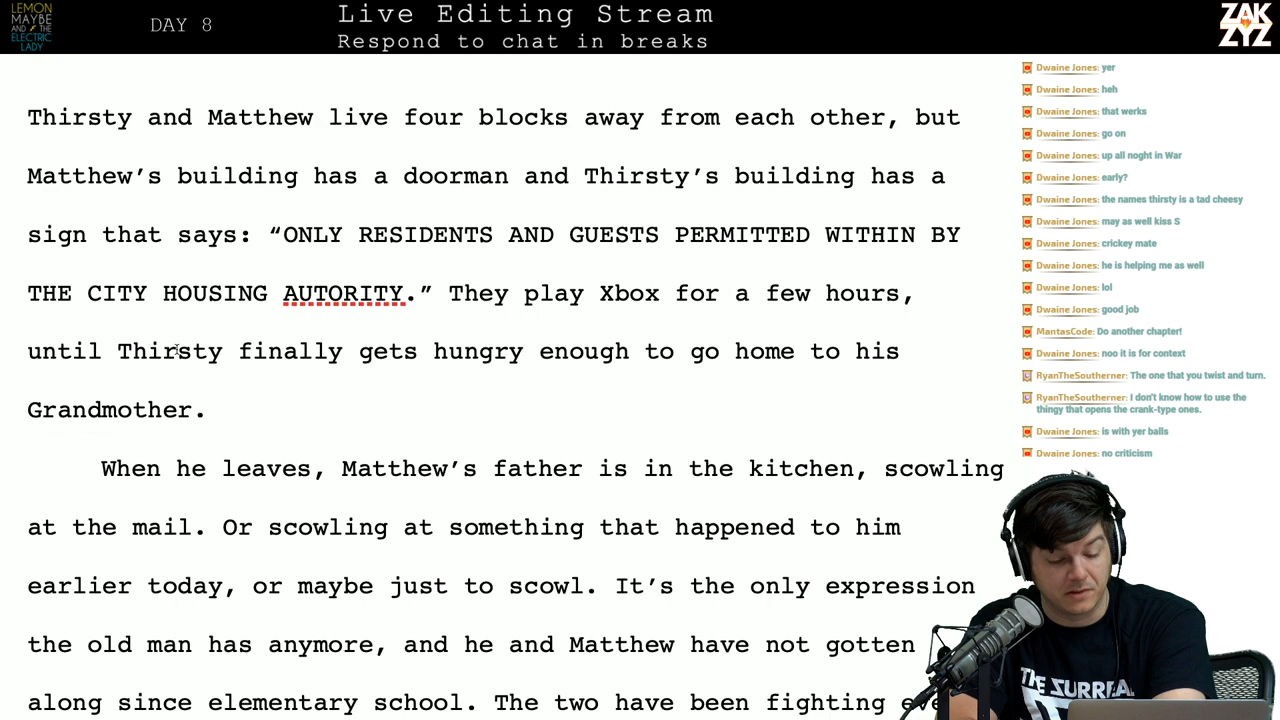 LEMON
MAYBE
AND THE
ELECTRIC
LADY
DAY 8
Live Editing Stream
Respond to chat in breaks
ZAK
ZYZ
Thirsty and Matthew live four blocks away from each other, but
Matthew’s building has a doorman and Thirsty’s building has a
sign that says: “ONLY RESIDENTS AND GUESTS PERMITTED WITHIN BY
THE CITY HOUSING AUTORITY.” They play Xbox for a few hours,
until Thirsty finally gets hungry enough to go home to his
Grandmother.
When he leaves, Matthew’s father is in the kitchen, scowling
at the mail. Or scowling at something that happened to him
earlier today, or maybe just to scowl. It’s the only expression
the old man has anymore, and he and Matthew have not gotten
along since elementary school. The two have been fighting
Dwaine Jones: yer
Dwaine Jones: heh
Dwaine Jones: that werks
Dwaine Jones: go on
Dwaine Jones: up all noght in War
Dwaine Jones: early?
Dwaine Jones: the names thirsty is a tad cheesy
Dwaine Jones: may as well kiss S
Dwaine Jones: crickey mate
Dwaine Jones: he is helping me as well
Dwaine Jones: lol
Dwaine Jones: good job
MantasCode: Do another chapter!
Dwaine Jones: noo it is for context
RyanTheSoutherner: The one that you twist and turn.
RyanTheSoutherner: I don't know how to use the
thingy that opens the crank-type ones.
Dwaine Jones: is with yer balls
Dwaine Jones: no criticism
THE SURREAL